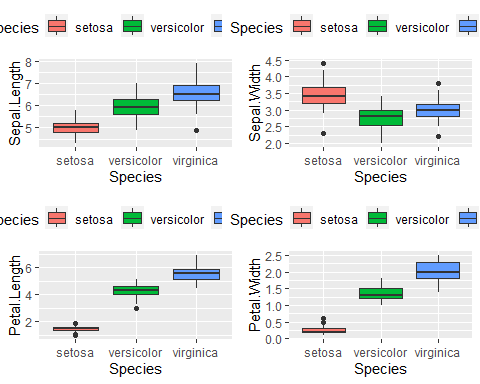 pecies setosa versicolor
Species setosa versicolor
Sepal.Length
8
7
6
5
setosa versicolor virginica
Species
Sepal.Width
4.5
4.0
3.5
3.0
2.5
2.0
setosa versicolor virginica
Species
pecies setosa versicolor
Species setosa versicolor
Petal.Length
6
4
2
setosa versicolor virginica
Species
Petal.Width
2.5
2.0
1.5
1.0
0.5
0.0
setosa versicolor virginica
Species